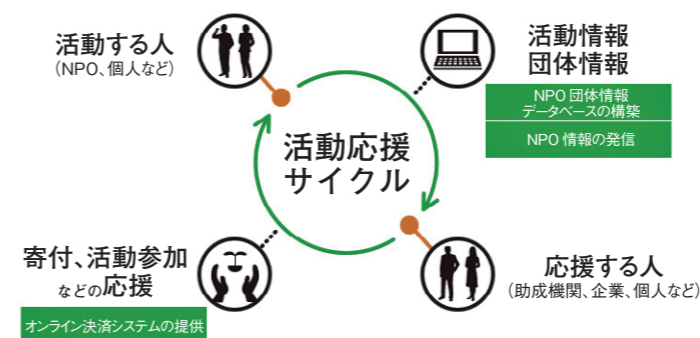 活動する人
（NPO、個人など）
活動情報
団体情報
NPO 団体情報
データベースの構築
NPO 情報の発信
活動応援
サイクル
寄付、活動参加
などの応援
オンライン決済システムの提供
応援する人
（助成機関、企業、個人など）